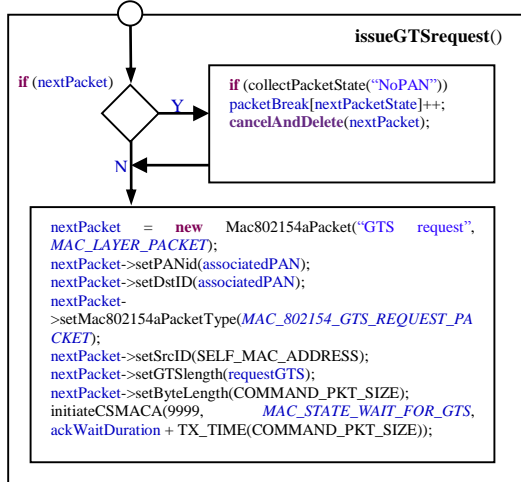 issueGTSrequest()
if (nextPacket)
if (collectPacketState(“NoPAN”))
packetBreak[nextPacketState]++;
cancelAndDelete(nextPacket);
Y
N
nextPacket = new Mac802154aPacket(“GTS request”,
MAC_LAYER_PACKET);
nextPacket->setPANid(associatedPAN);
nextPacket->setDstID(associatedPAN);
nextPacket-
>setMac802154aPacketType(MAC_802154_GTS_REQUEST_PA
CKET);
nextPacket->setSrcID(SELF_MAC_ADDRESS);
nextPacket->setGTSlength(requestGTS);
nextPacket->setByteLength(COMMAND_PKT_SIZE);
initiateCSMACA(9999, MAC_STATE_WAIT_FOR_GTS,
ackWaitDuration + TX_TIME(COMMAND_PKT_SIZE));